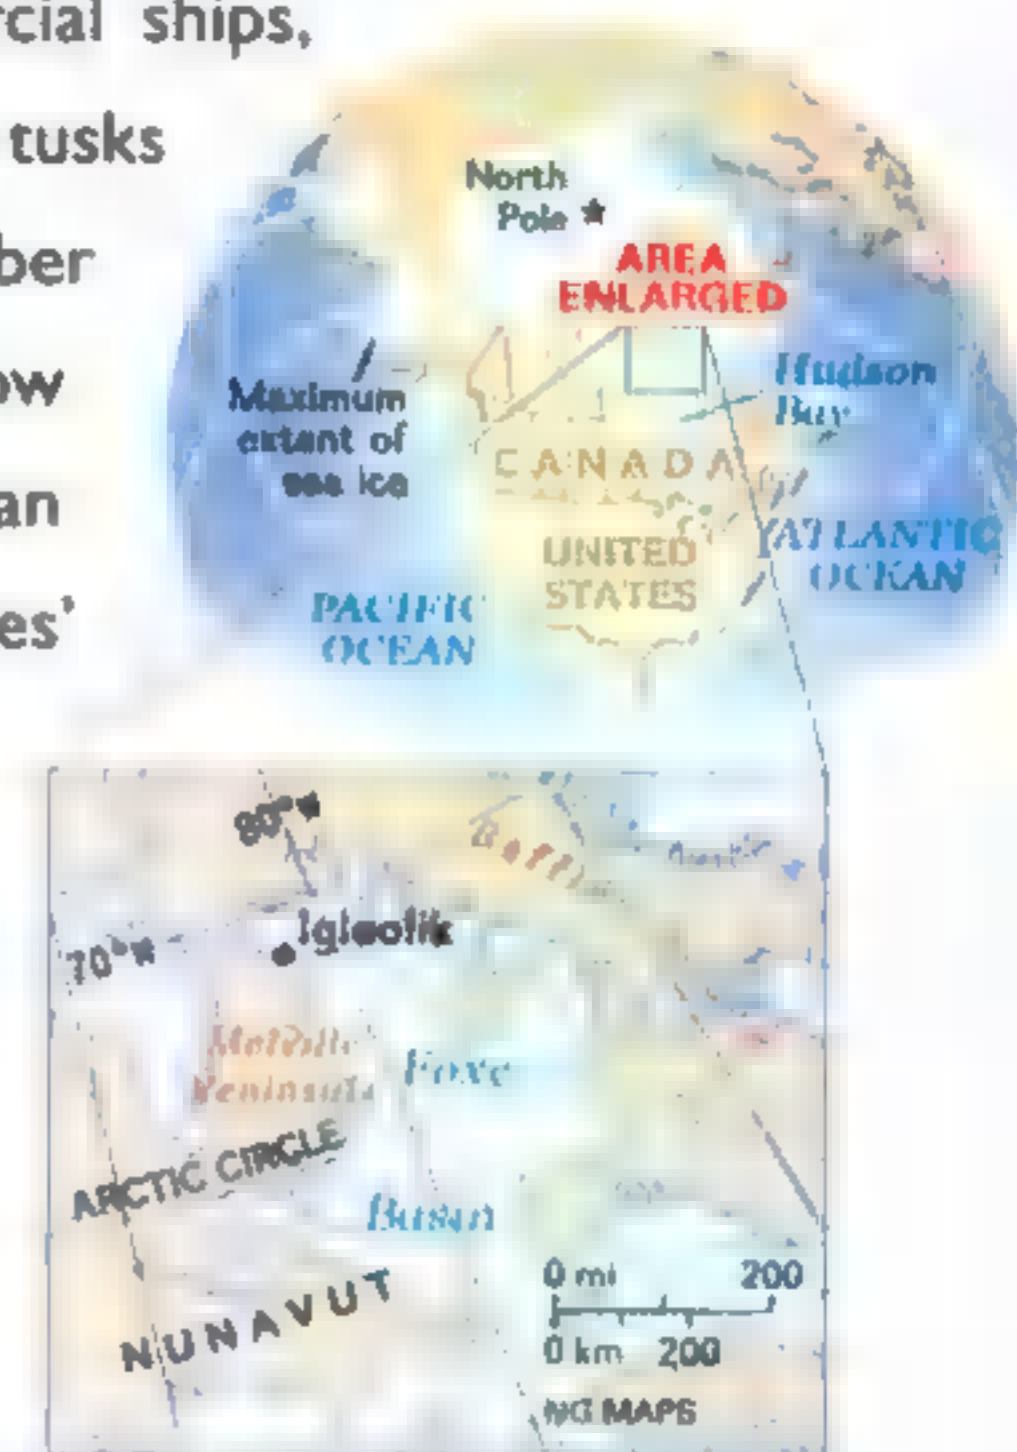 rcial ships,
tusks
ber
ow
an
es'
North
Pole
AREA
ENLARGED
Hudson
Bay
Maximum
extent of
sea ice
CANADA
UNITED
STATES
ATLANTIC
OCEAN
PACIFIC
OCEAN
80°W
Igloolik
70°W
Peninsula
Foxe
ARCTIC CIRCLE
Basin
NUNAVUT
0 mi 200
0 km 200
NG MAPS